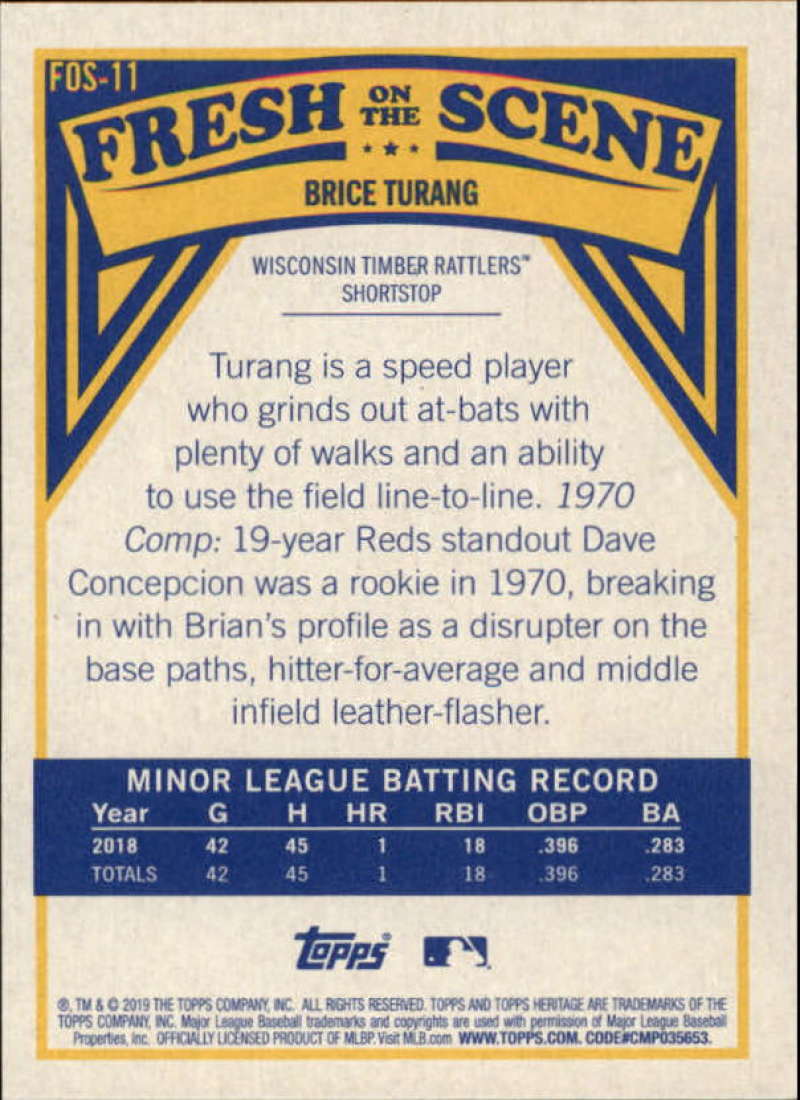 FOS-11
FRESH ON THE SCENE
BRICE TURANG
WISCONSIN TIMBER RATTLERS™
SHORTSTOP
Turang is a speed player
who grinds out at-bats with
plenty of walks and an ability
to use the field line-to-line. 1970
Comp: 19-year Reds standout Dave
Concepcion was a rookie in 1970, breaking
in with Brian's profile as a disrupter on the
base paths, hitter-for-average and middle
infield leather-flasher.
MINOR LEAGUE BATTING RECORD
Year G H HR RBI OBP BA
2018 42 45 1 18 .396 .283
TOTALS 42 45 1 18 .396 .283
Topps®
®, TM & © 2019 THE TOPPS COMPANY, INC. ALL RIGHTS RESERVED. TOPPS AND TOPPS HERITAGE ARE TRADEMARKS OF THE
TOPPS COMPANY, INC. Major League Baseball trademarks and copyrights are used with permission of Major League Baseball
Properties, Inc. OFFICIALLY LICENSED PRODUCT OF MLBP. Visit MLB.com WWW.TOPPS.COM. CODE#CMP035653.